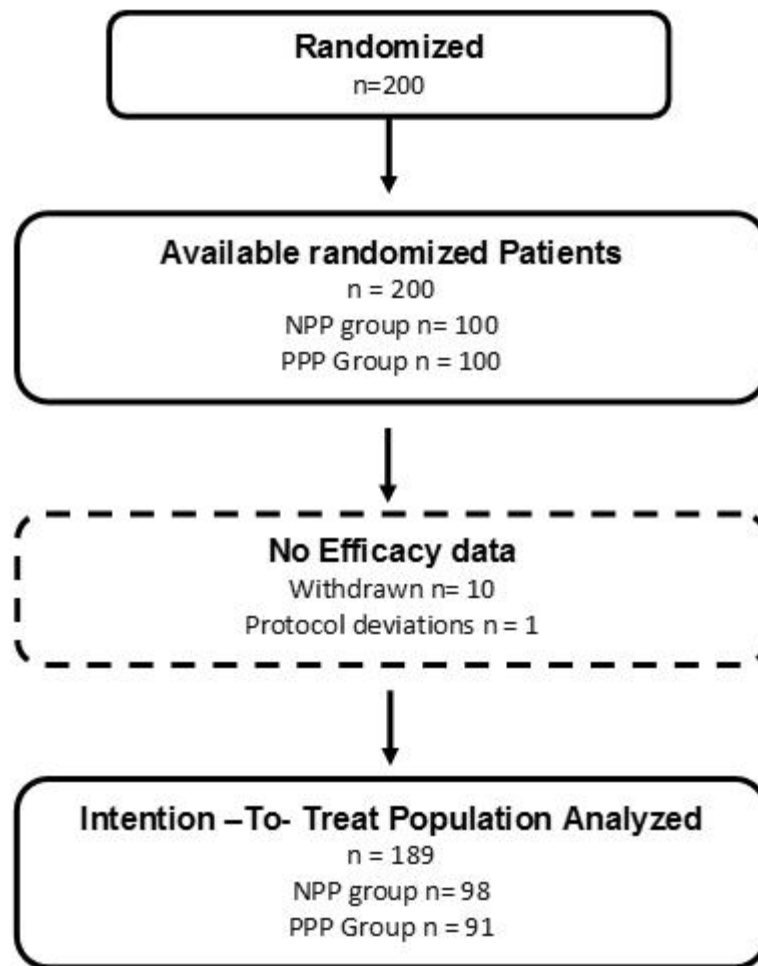 Randomized
n=200
Available randomized Patients
n = 200
NPP group n= 100
PPP Group n = 100
No Efficacy data
Withdrawn n= 10
Protocol deviations n = 1
Intention –To- Treat Population Analyzed
n = 189
NPP group n= 98
PPP Group n = 91